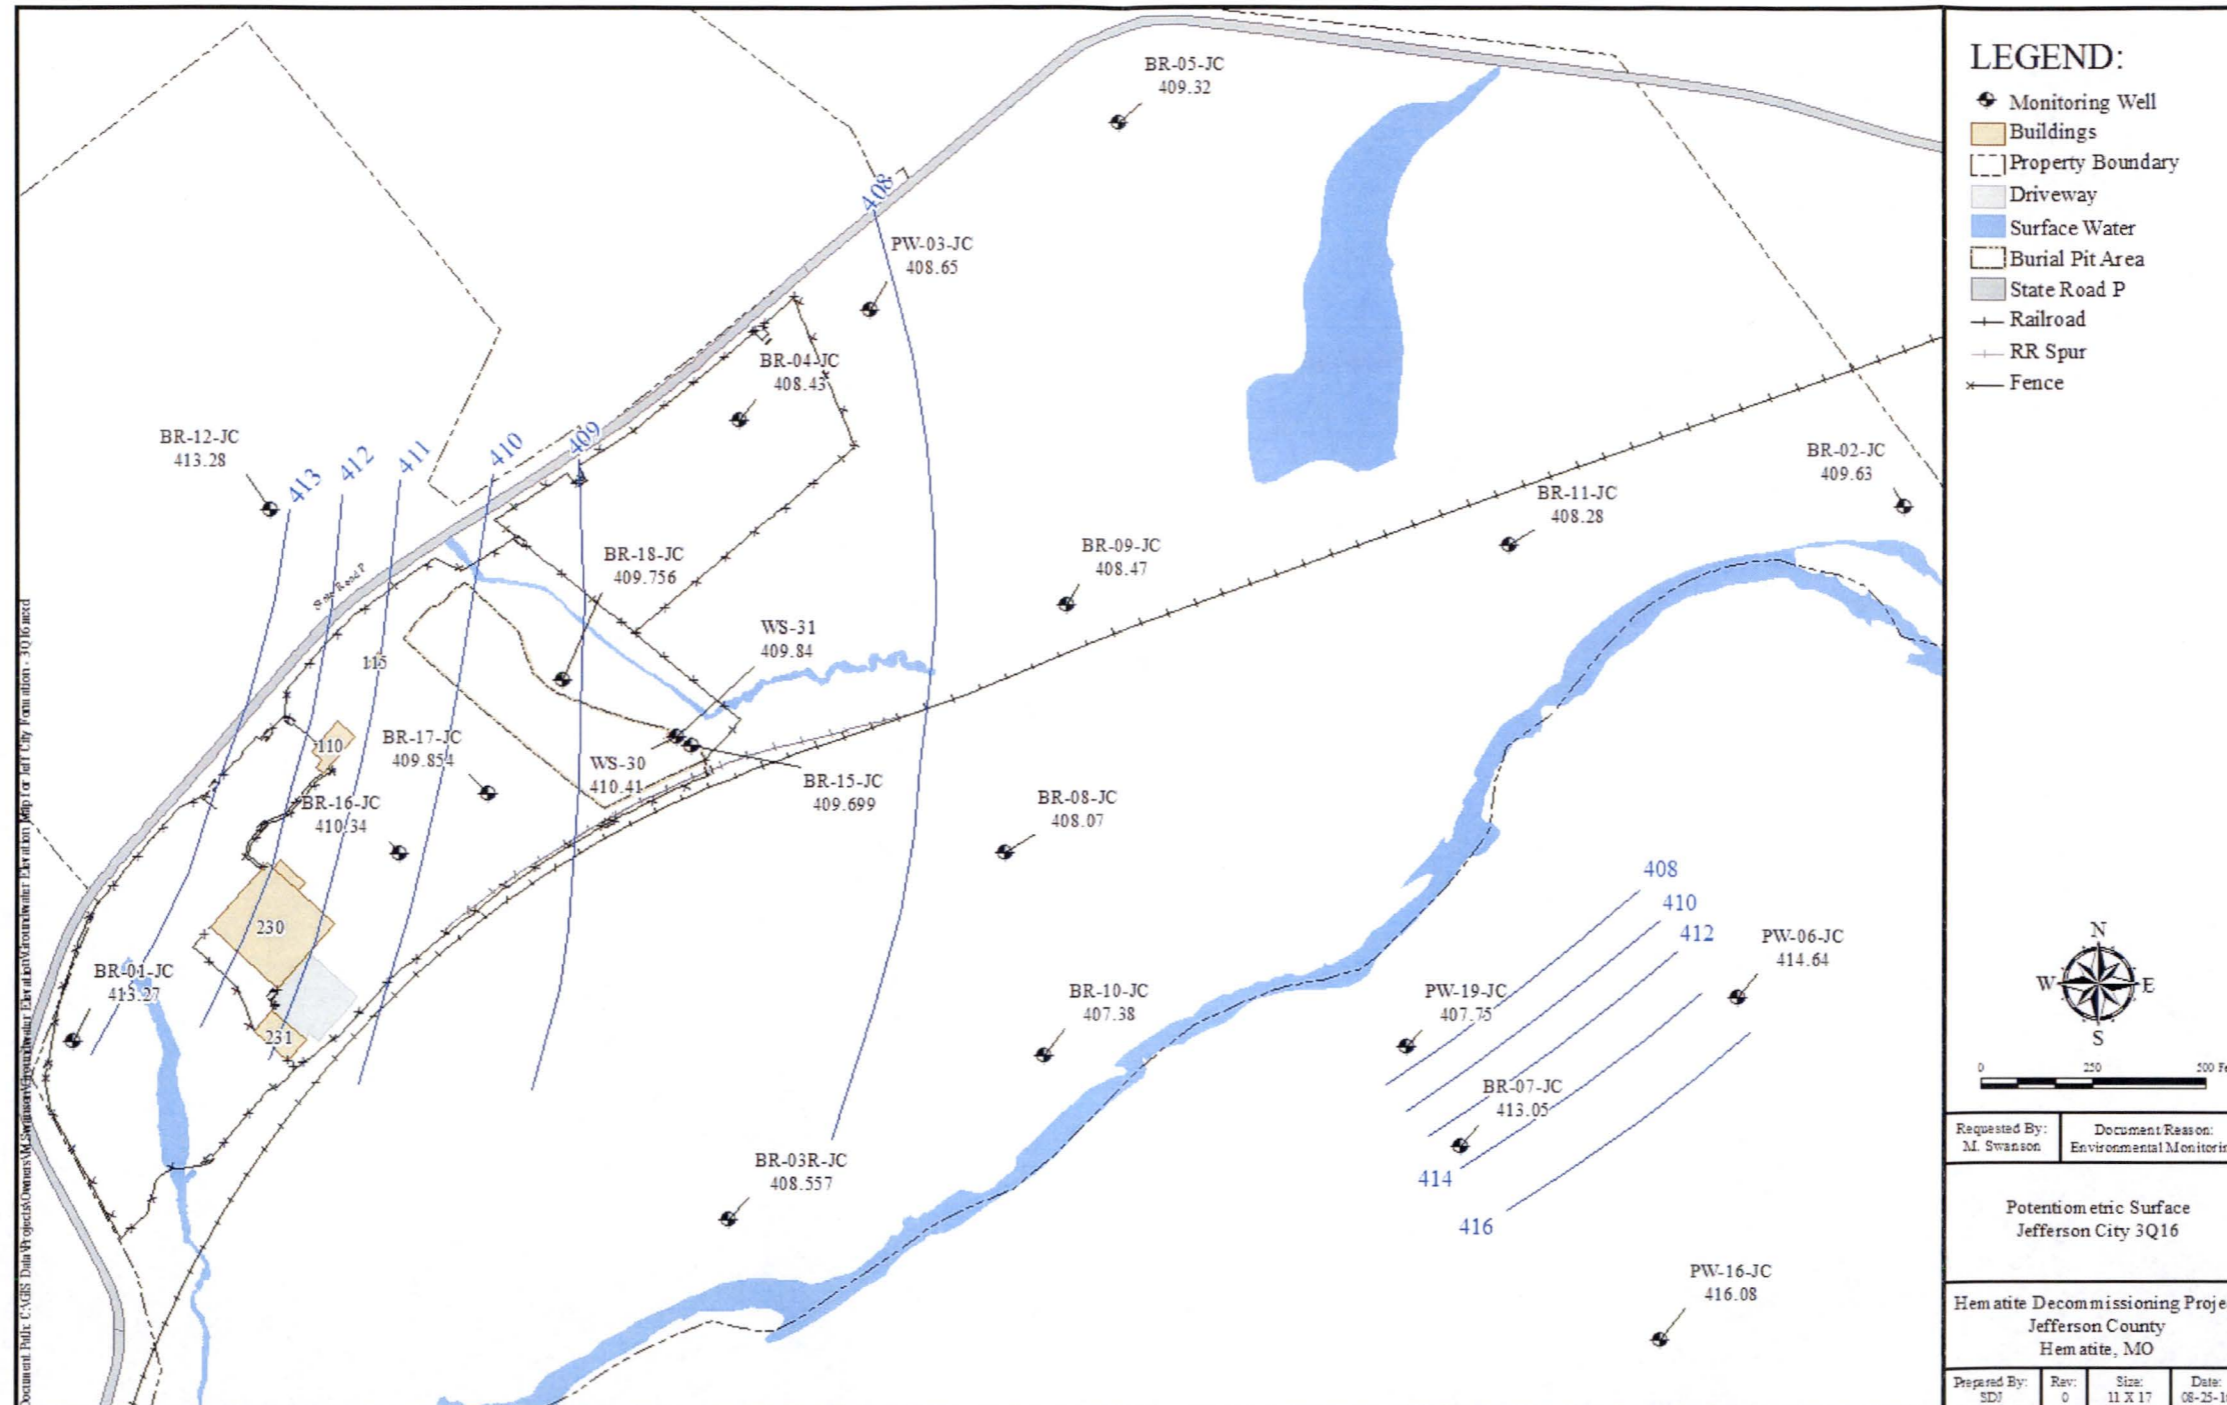 LEGEND:
Monitoring Well
Buildings
Property Boundary
Driveway
Surface Water
Burial Pit Area
State Road P
Railroad
RR Spur
Fence
BR-05-JC
409.32
408
PW-03-JC
408.65
BR-04-JC
408.43
BR-12-JC
413.28
413
412
411
410
409
BR-02-JC
409.63
BR-11-JC
408.28
BR-09-JC
408.47
BR-18-JC
409.756
State Road P
WS-31
409.84
115
110
BR-17-JC
409.854
WS-30
410.41
BR-15-JC
409.699
BR-16-JC
410.34
BR-08-JC
408.07
230
408
410
412
PW-06-JC
414.64
BR-01-JC
413.27
BR-10-JC
407.38
PW-19-JC
407.75
231
BR-07-JC
413.05
414
416
BR-03R-JC
408.557
PW-16-JC
416.08
N
W
E
S
0
250
500
Requested By:
M. Swanson
Document Reason:
Potentiometric Surface
Jefferson City 3Q16
Hematite Decommissioning
Jefferson County
Hematite, MO
Prepared By:
SDJ
Rev:
0
Size:
11 X 17
Date: